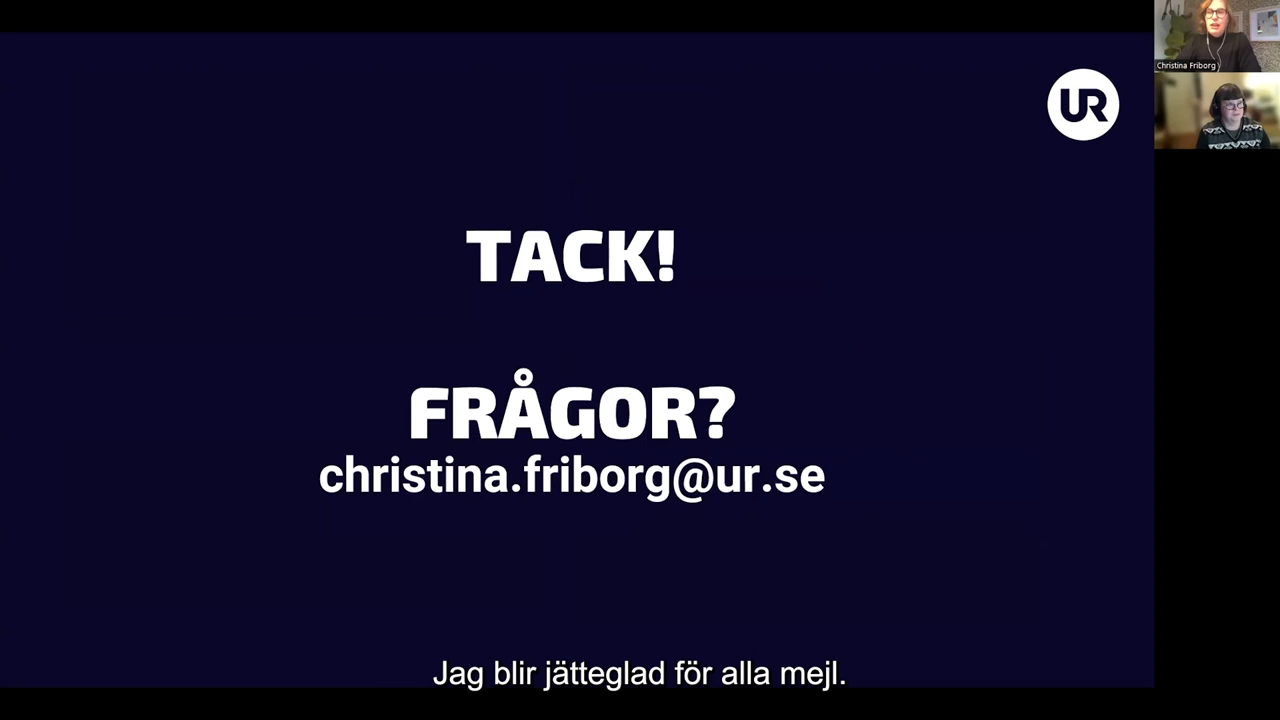 Christina Friborg
UR
TACK!
FRÅGOR?
christina.friborg@ur.se
Jag blir jätteglad för alla mejl.